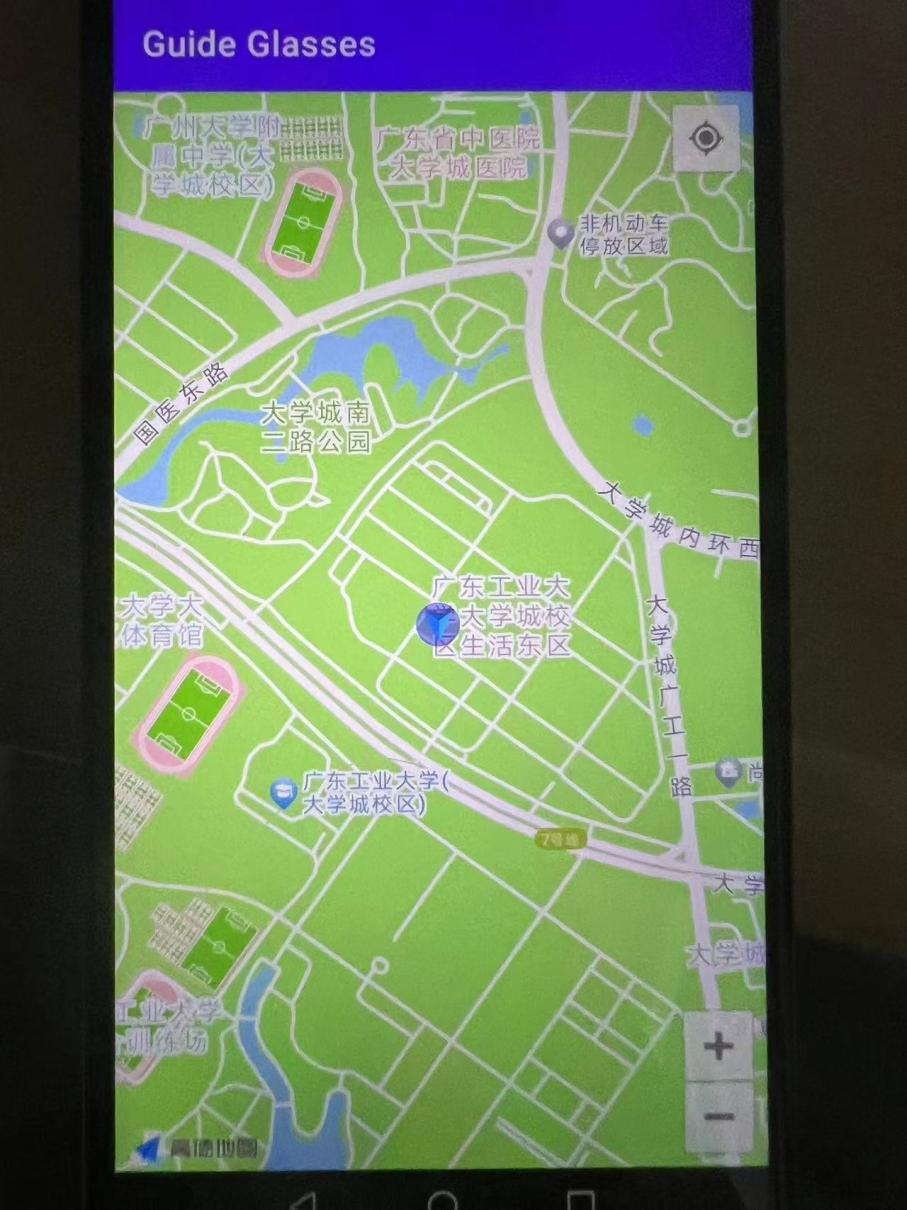 Guide Glasses
广州大学附
属中学(大
学城校区)
广东省中医院
大学城医院
非机动车
停放区域
国医东路
大学城南
二路公园
大学城内环西
广东工业大
学大学城校
区生活东区
大学大
体育馆
大学城广工一路
广东工业大学(
大学城校区)
尚
7号线
大学
大学城
工业大学
训练场
高德地图